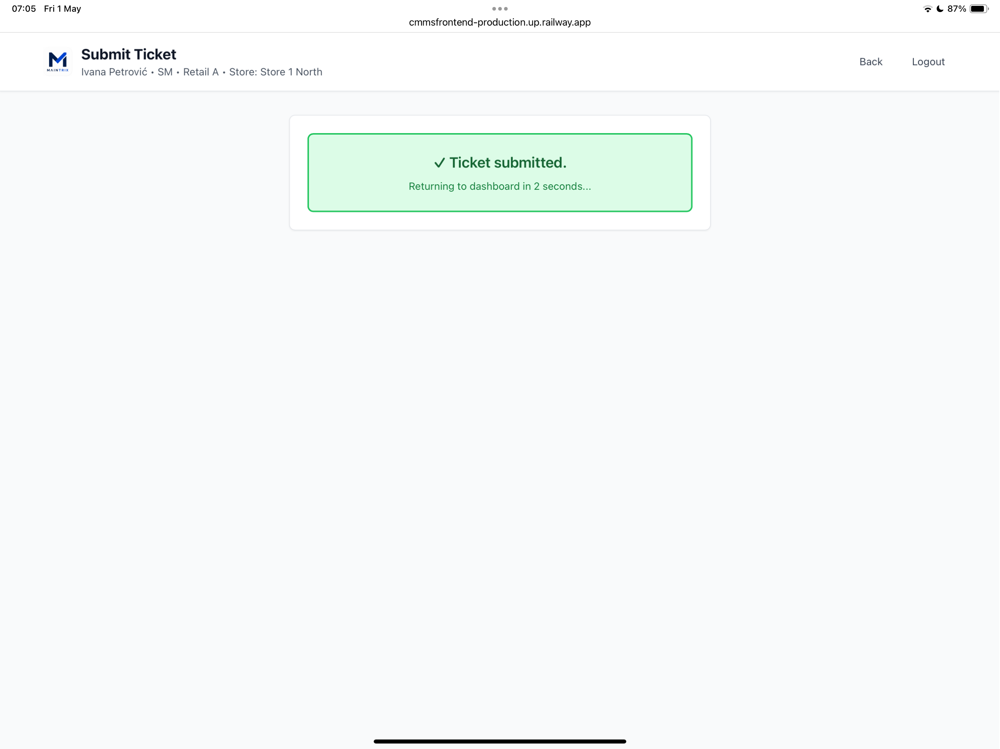 07:05 Fri 1 May
87%
cmmsfrontend-production.up.railway.app
MAINTRIX
Submit Ticket
Ivana Petrović • SM • Retail A • Store: Store 1 North
Back
Logout
✓ Ticket submitted.
Returning to dashboard in 2 seconds...